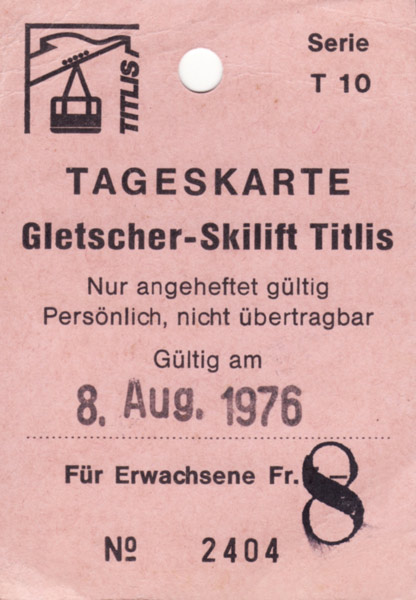 TITLIS
Serie
T 10
TAGESKARTE
Gletscher-Skilift Titlis
Nur angeheftet gültig
Persönlich, nicht übertragbar
Gültig am
8. Aug. 1976
Für Erwachsene Fr. 8.–
Nº 2404